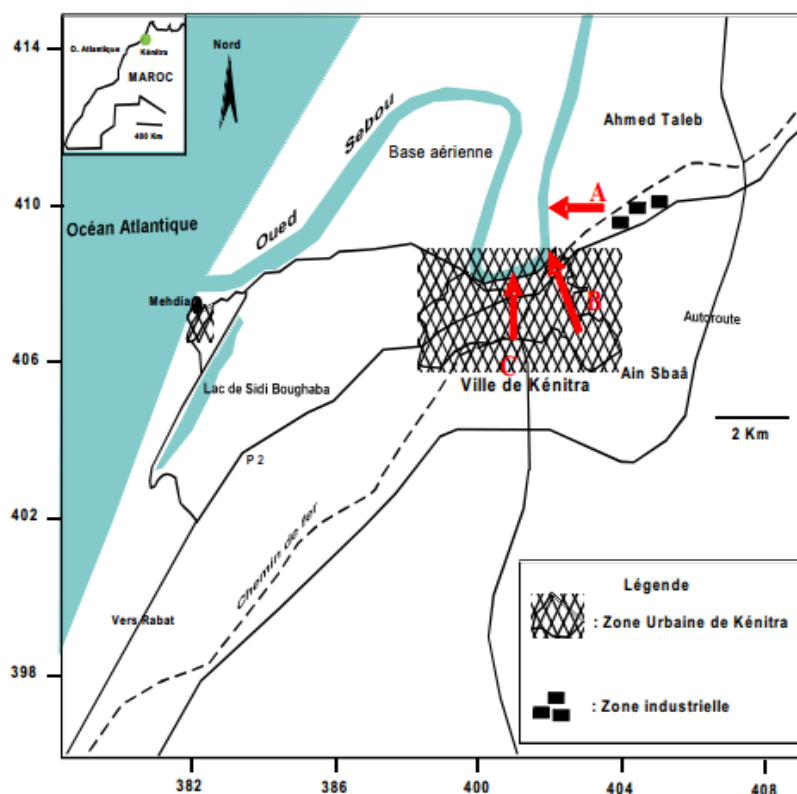 414
410
406
402
398
O. Atlantique
Kénitra
MAROC
400 Km
Nord
Oued
Sebou
Base aérienne
Ahmed Taleb
Océan Atlantique
A
Mehdia
B
Autoroute
C
Lac de Sidi Boughaba
Ville de Kénitra
Ain Sbaâ
2 Km
P 2
Chemin de fer
Vers Rabat
Légende
: Zone Urbaine de Kénitra
: Zone industrielle
382
386
400
404
408